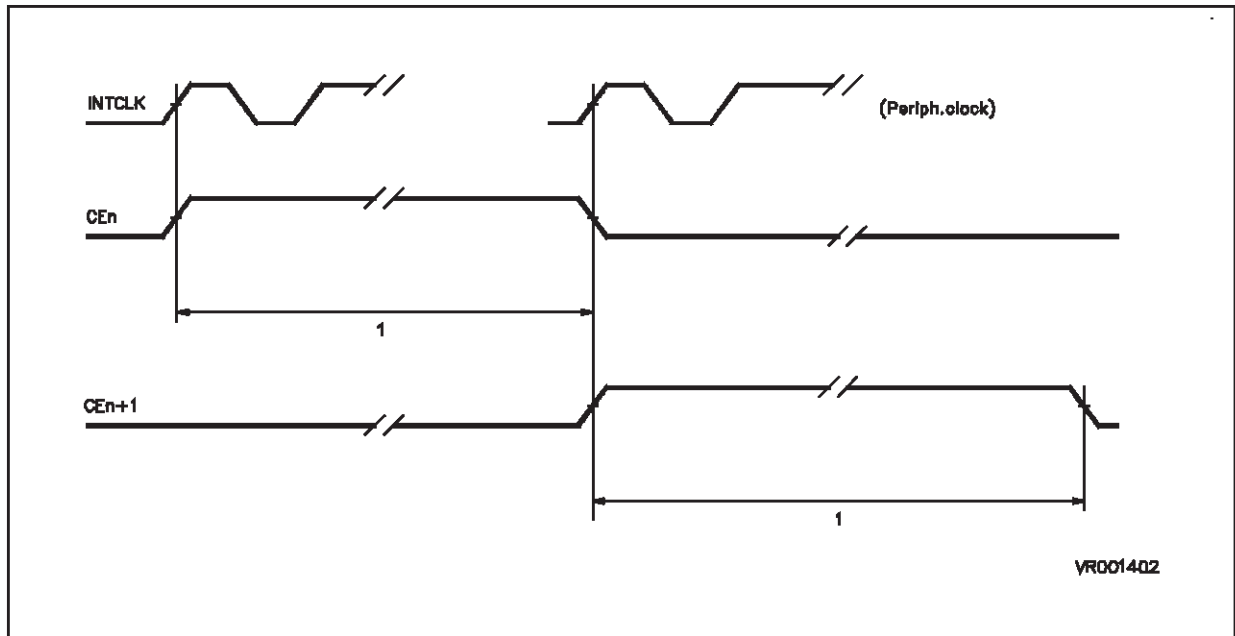 INTCLK
(Periph.clock)
CEn
1
CEn+1
1
VR001402